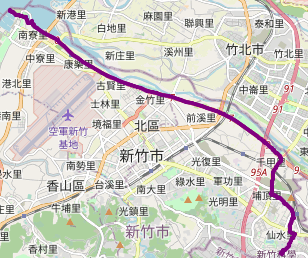 新港里
麻園里
聯興里
泰和里
白地里
南寮里
竹北市
中寮里
新庄里
溪州里
竹北里
康樂里
港北里
古賢里
中崙里
士林里
金竹里
空軍新竹
基地
境福里
北區
前溪里
新竹市
光復里
千甲
南勢里
95A
香山區
台溪里
綠水里
軍功里
南大里
埔頂里
牛埔里
光鎮里
光明里
新竹市
仙水里
香村里